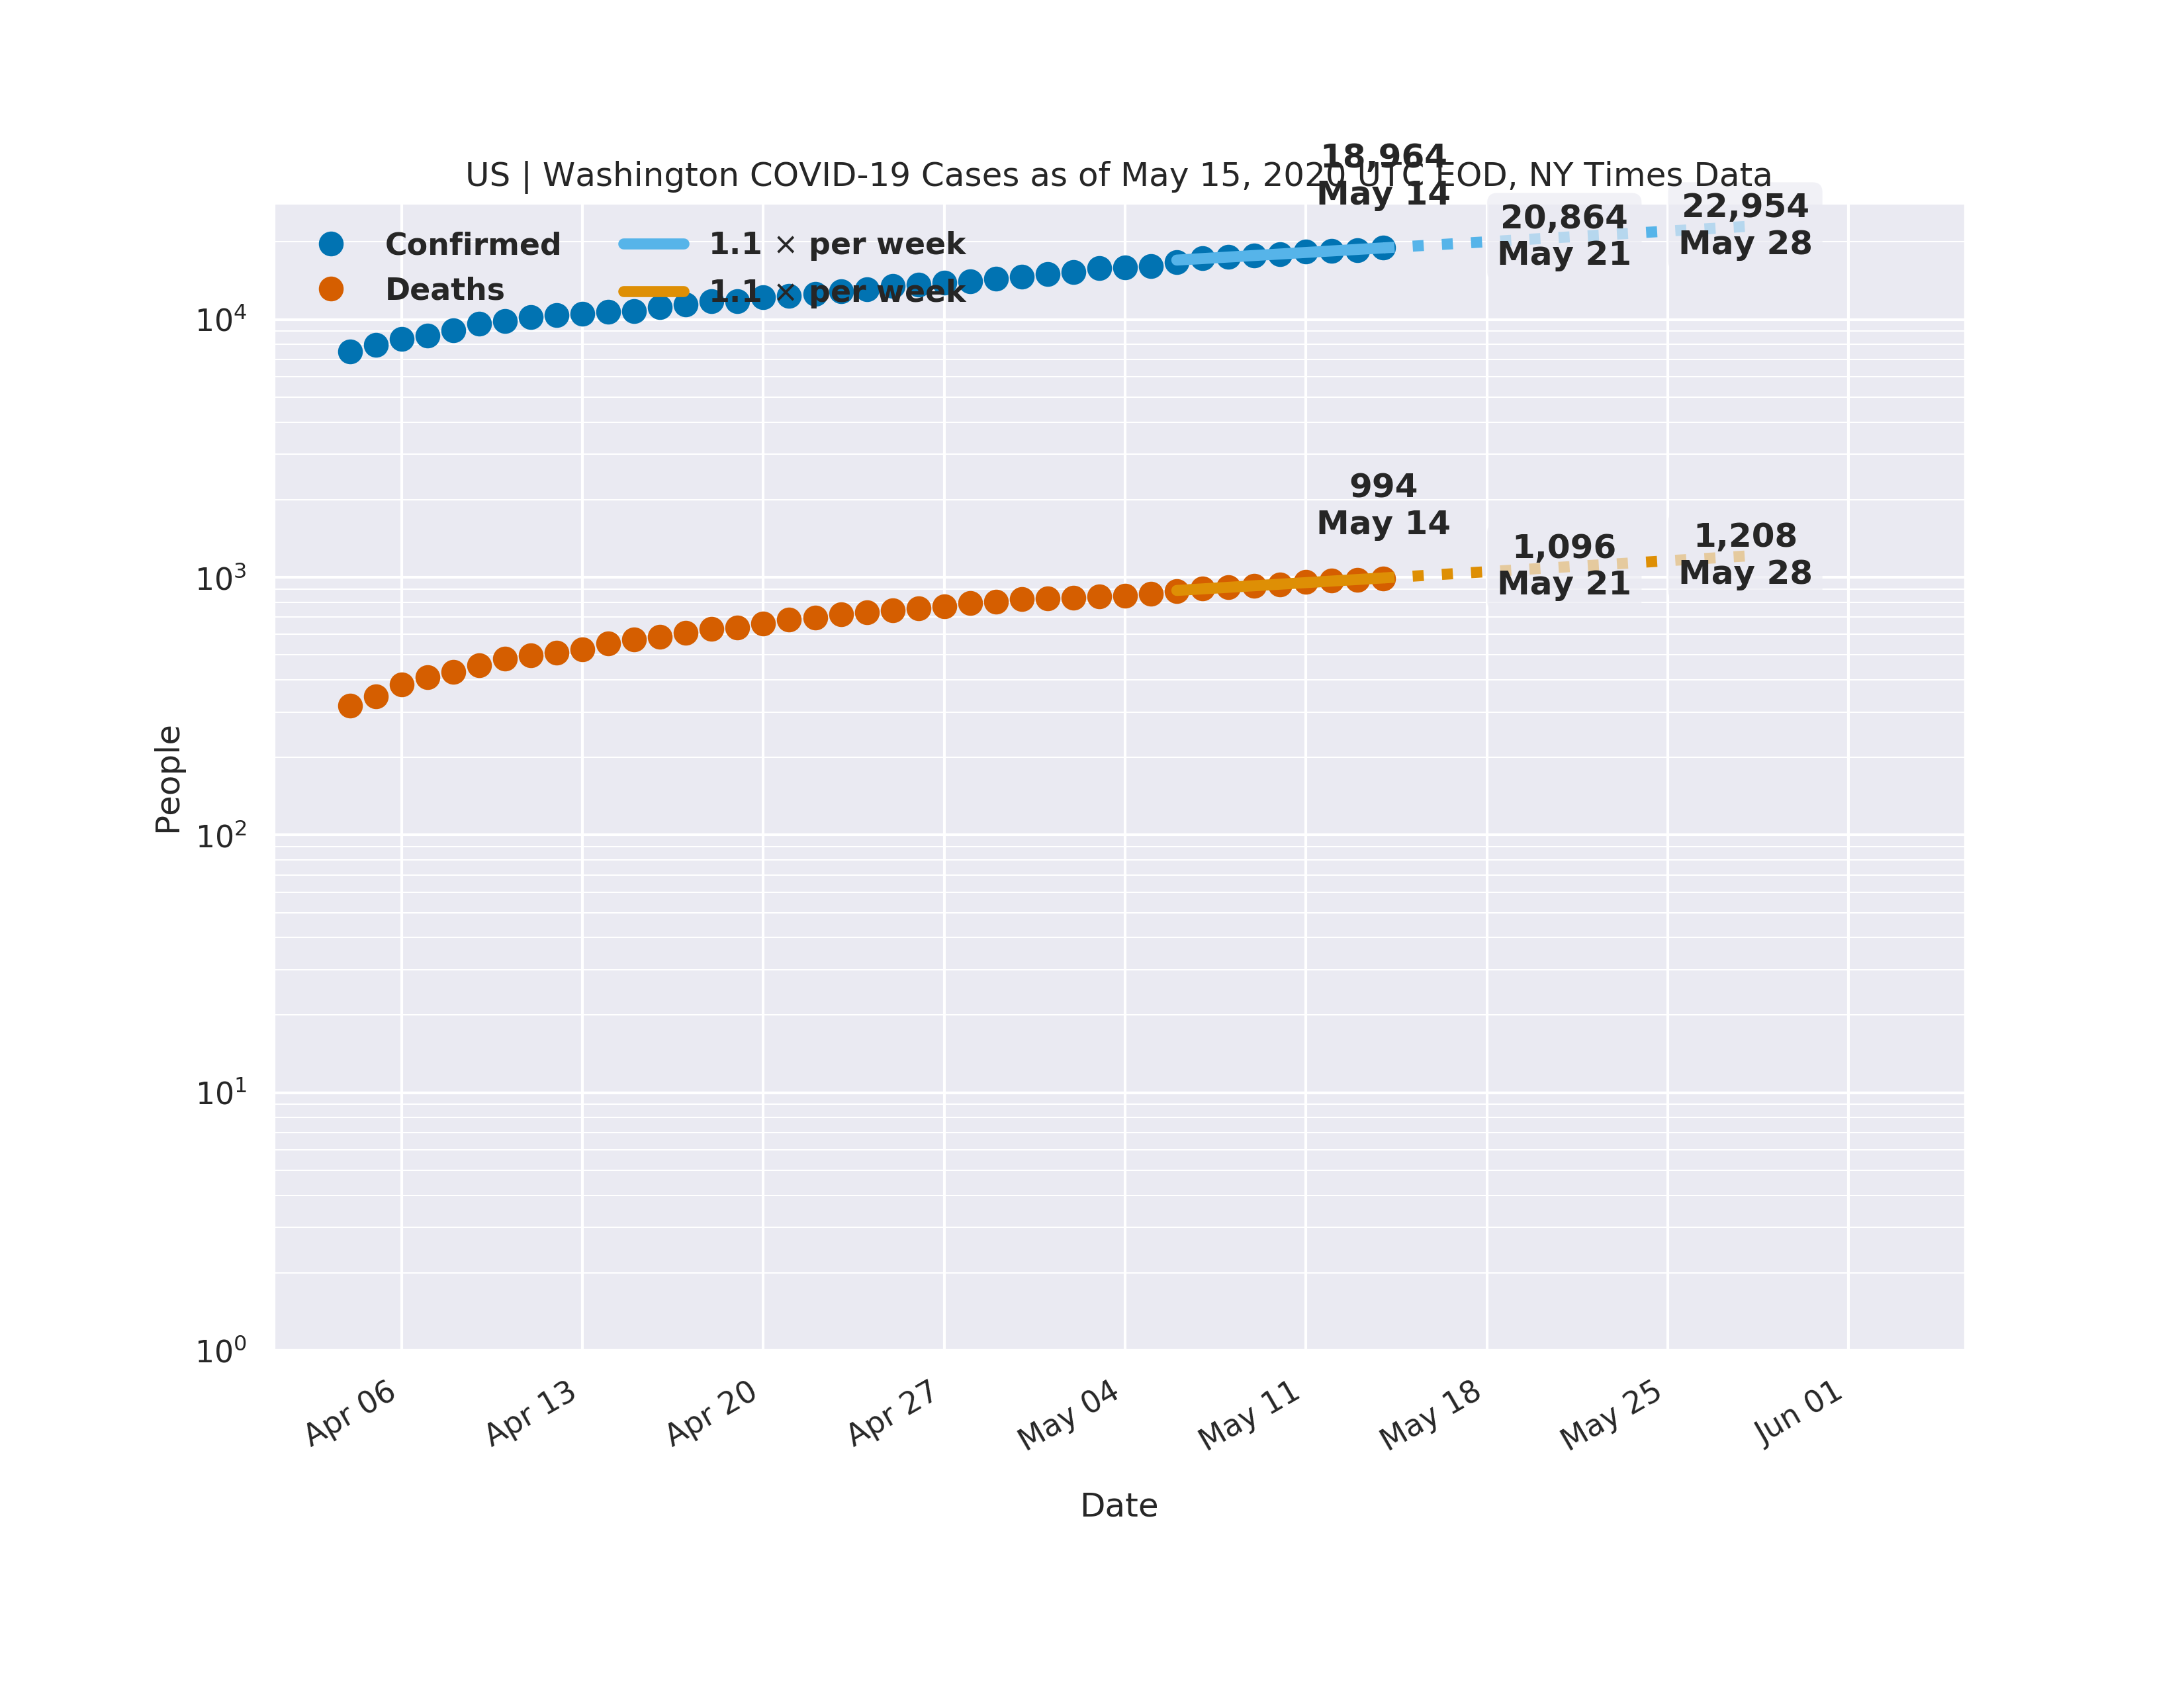 18,964
May 14
US | Washington COVID-19 Cases as of May 15, 2020 UTC EOD, NY Times Data
20,864
May 21
22,954
May 28
Confirmed
Deaths
1.1 × per week
1.1 × per week
994
May 14
1,096
May 21
1,208
May 28
People
10⁴
10³
10²
10¹
10⁰
Apr 06
Apr 13
Apr 20
Apr 27
May 04
May 11
May 18
May 25
Jun 01
Date